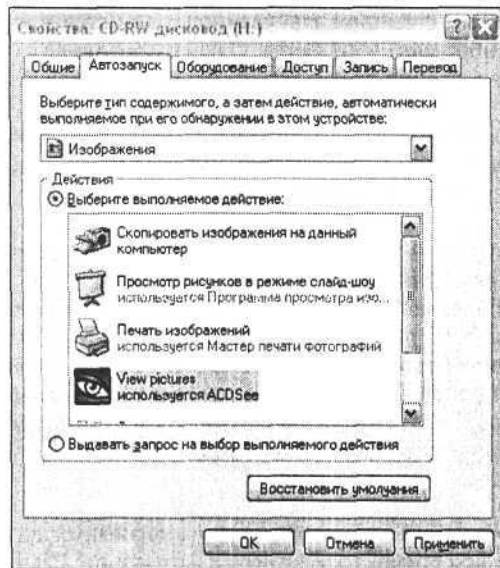 Свойства: CD-RW дисковод (H:)
Общие Автозапуск Оборудование Доступ Запись Перевод
Выберите тип содержимого, а затем действие, автоматически
выполняемое при его обнаружении в этом устройстве:
Изображения
Действия
Выберите выполняемое действие:
Скопировать изображения на данный
компьютер
Просмотр рисунков в режиме слайд-шоу
используется Программа просмотра изо...
Печать изображений
используется Мастер печати фотографий
View pictures
используется ACDSee
Выдавать запрос на выбор выполняемого действия
Восстановить умолчания
OK Отмена Применить